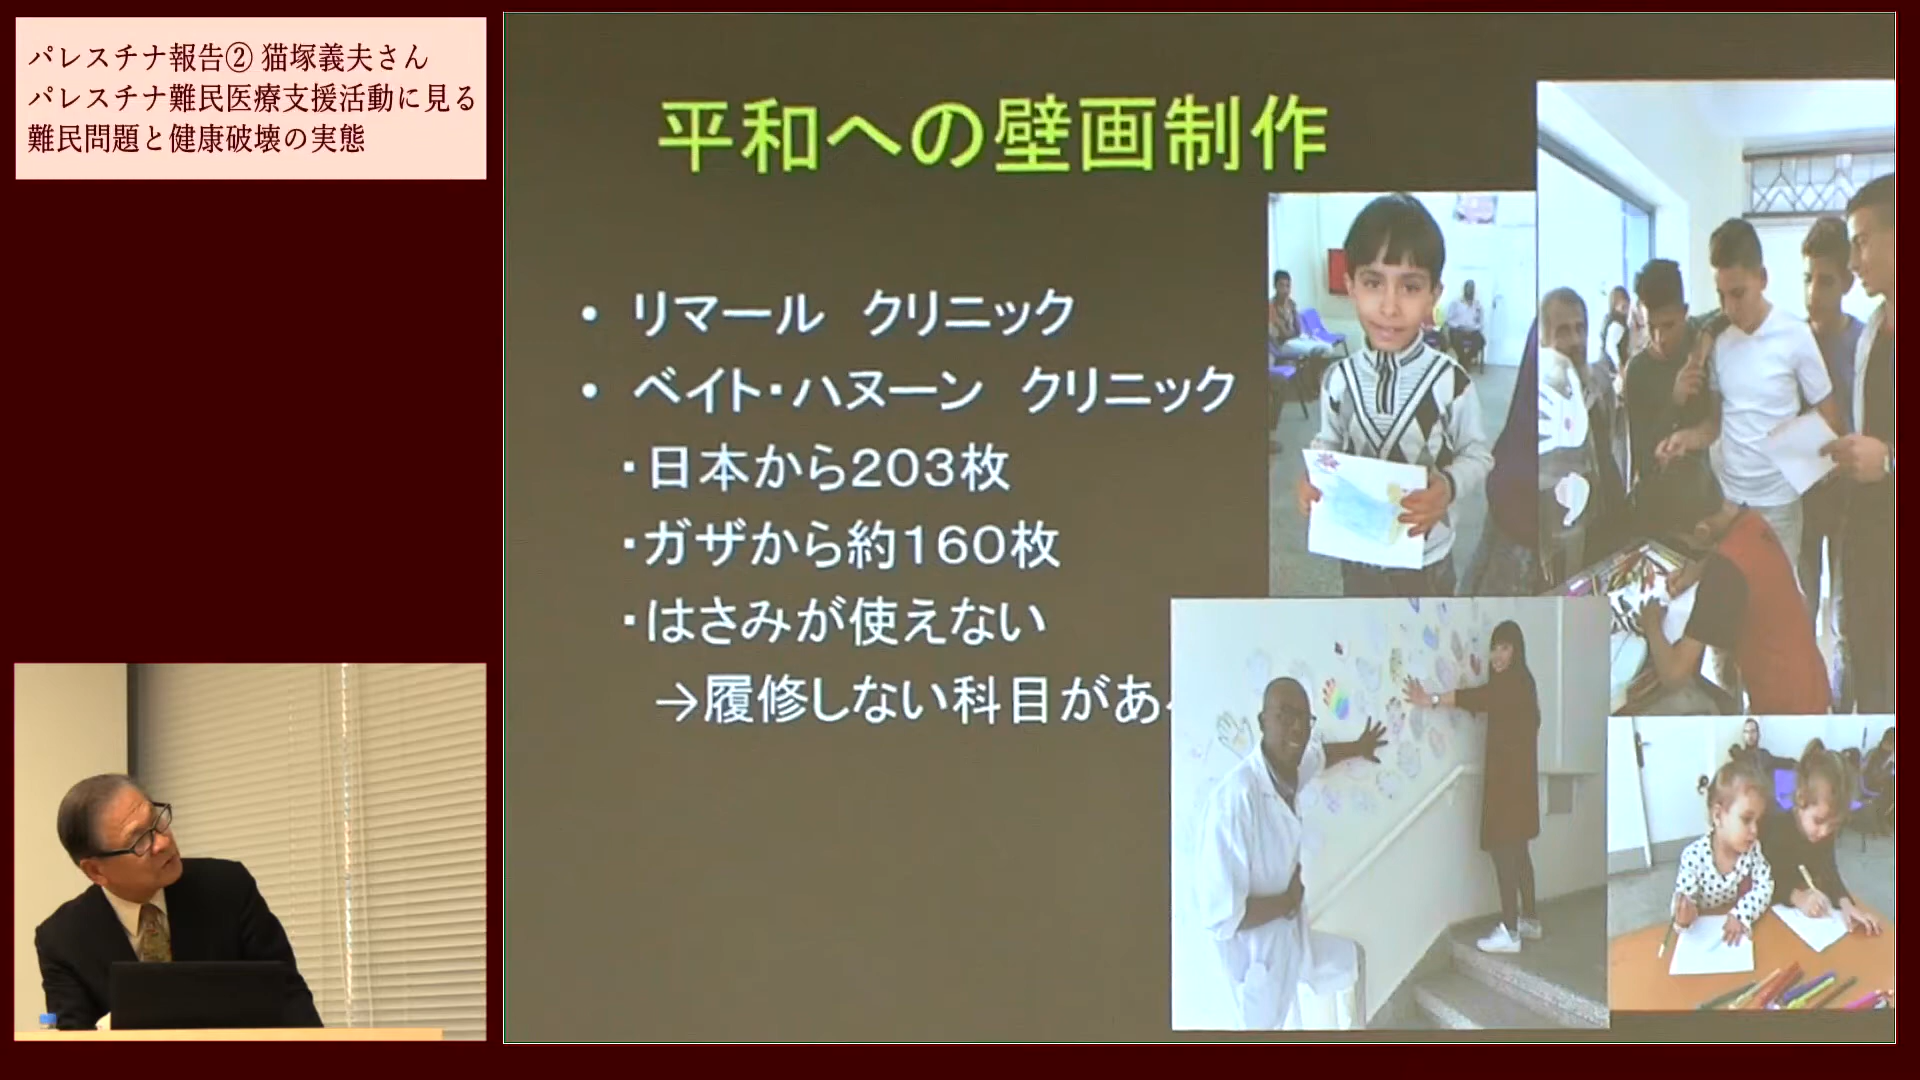 パレスチナ報告② 猫塚義夫さん
パレスチナ難民医療支援活動に見る
難民問題と健康破壊の実態
平和への壁画制作
• リマール クリニック
• ベイト・ハヌーン クリニック
・日本から203枚
・ガザから約160枚
・はさみが使えない
→履修しない科目があ